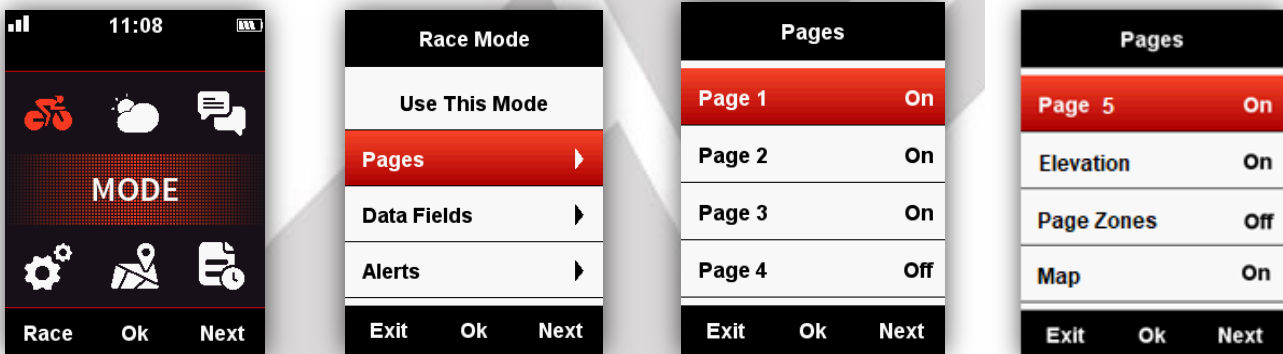 11:08
MODE
Race Ok Next
Race Mode
Use This Mode
Pages
Data Fields
Alerts
Exit Ok Next
Pages
Page 1 On
Page 2 On
Page 3 On
Page 4 Off
Exit Ok Next
Pages
Page 5 On
Elevation On
Page Zones Off
Map On
Exit Ok Next